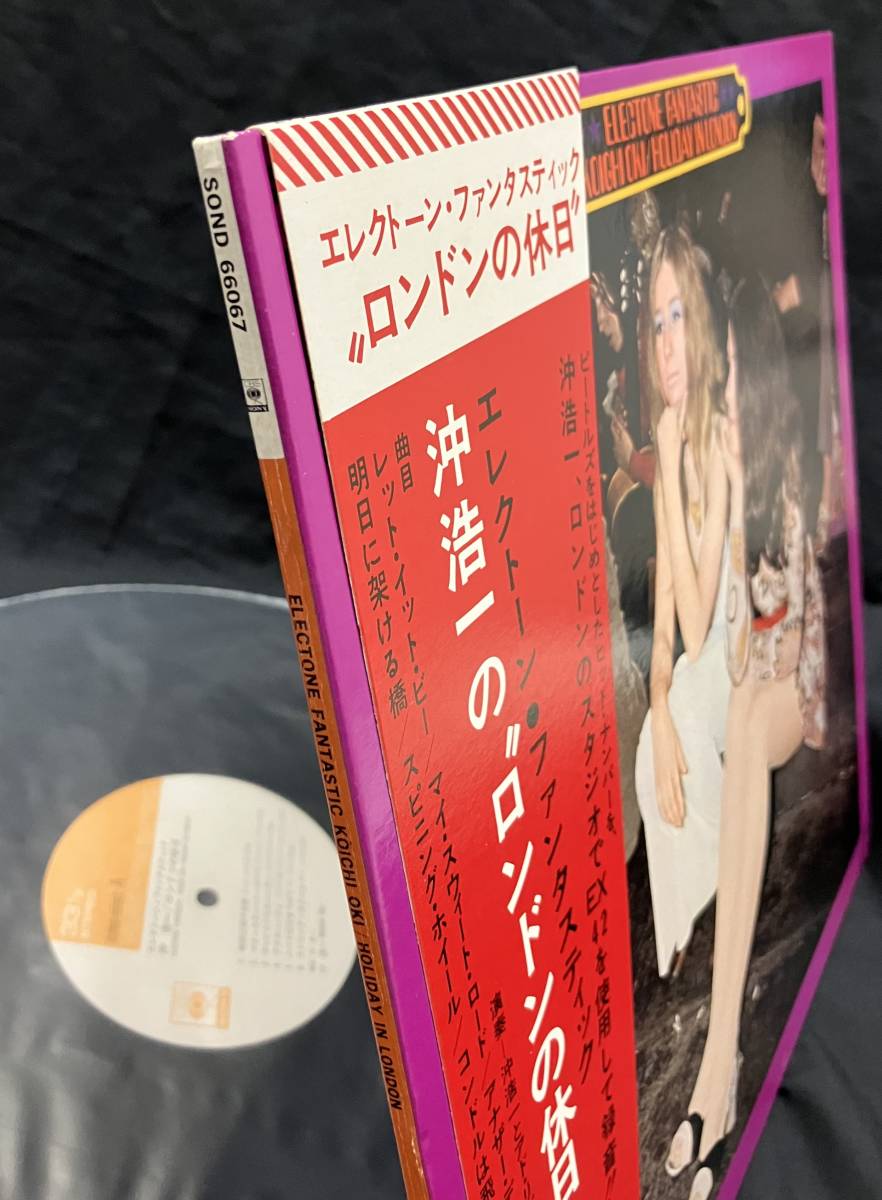 SOND 66067
ELECTONE FANTASTIC KOICHI OKI / HOLIDAY IN LONDON
エレクトーン・ファンタスティック
〝ロンドンの休日〟
ELECTONE FANTASTIC
KOICHI OKI / HOLIDAY IN LONDON
ビートルズをはじめとしたヒット・ナンバーを、
沖浩一、ロンドンのスタジオでEX42を使用して録音!!
エレクトーン・ファンタスティック
沖浩一の〝ロンドンの休日
曲目
レット・イット・ビー/マイ・スウィート・ロード/アナザー・
明日に架ける橋/スピニング・ホイール/コンドルは
演奏 沖浩一と